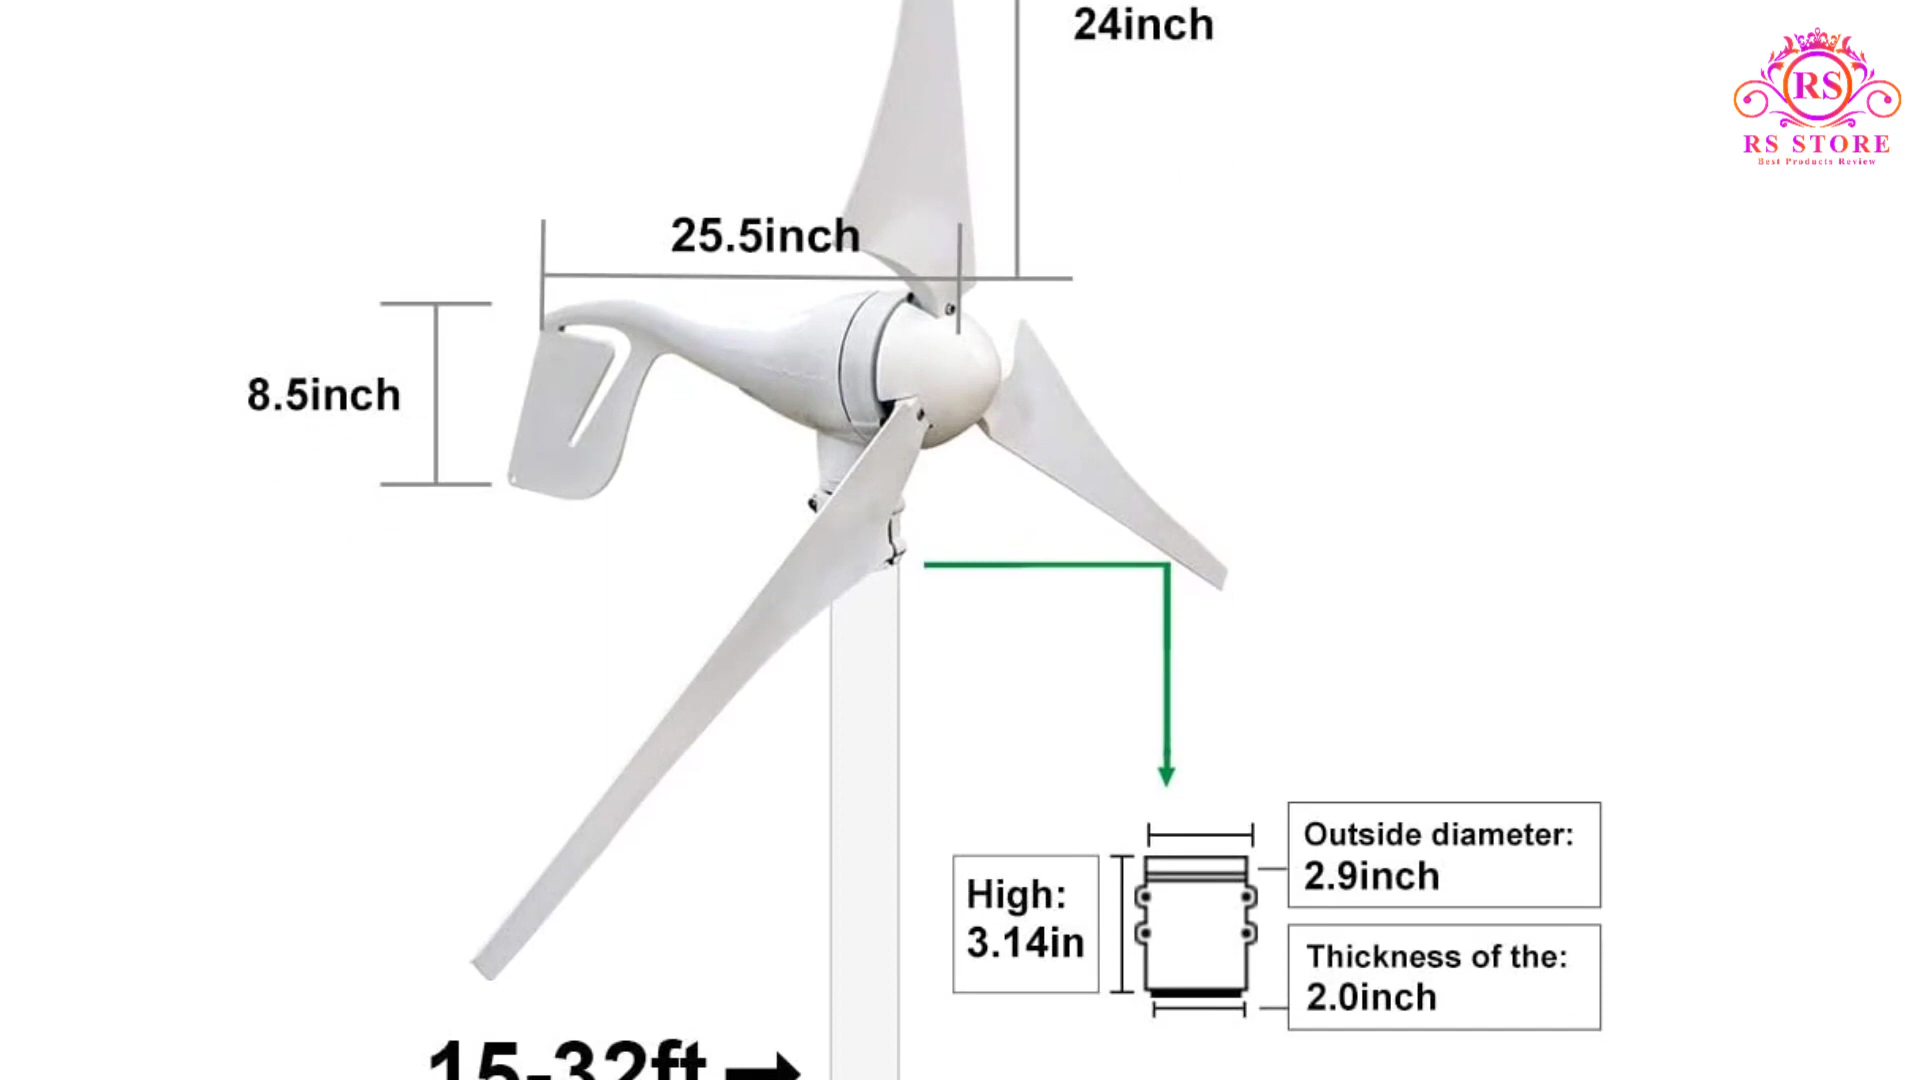 24inch
RS
RS STORE
Best Products Review
25.5inch
8.5inch
Outside diameter:
2.9inch
High:
3.14in
Thickness of the:
2.0inch
15-32ft